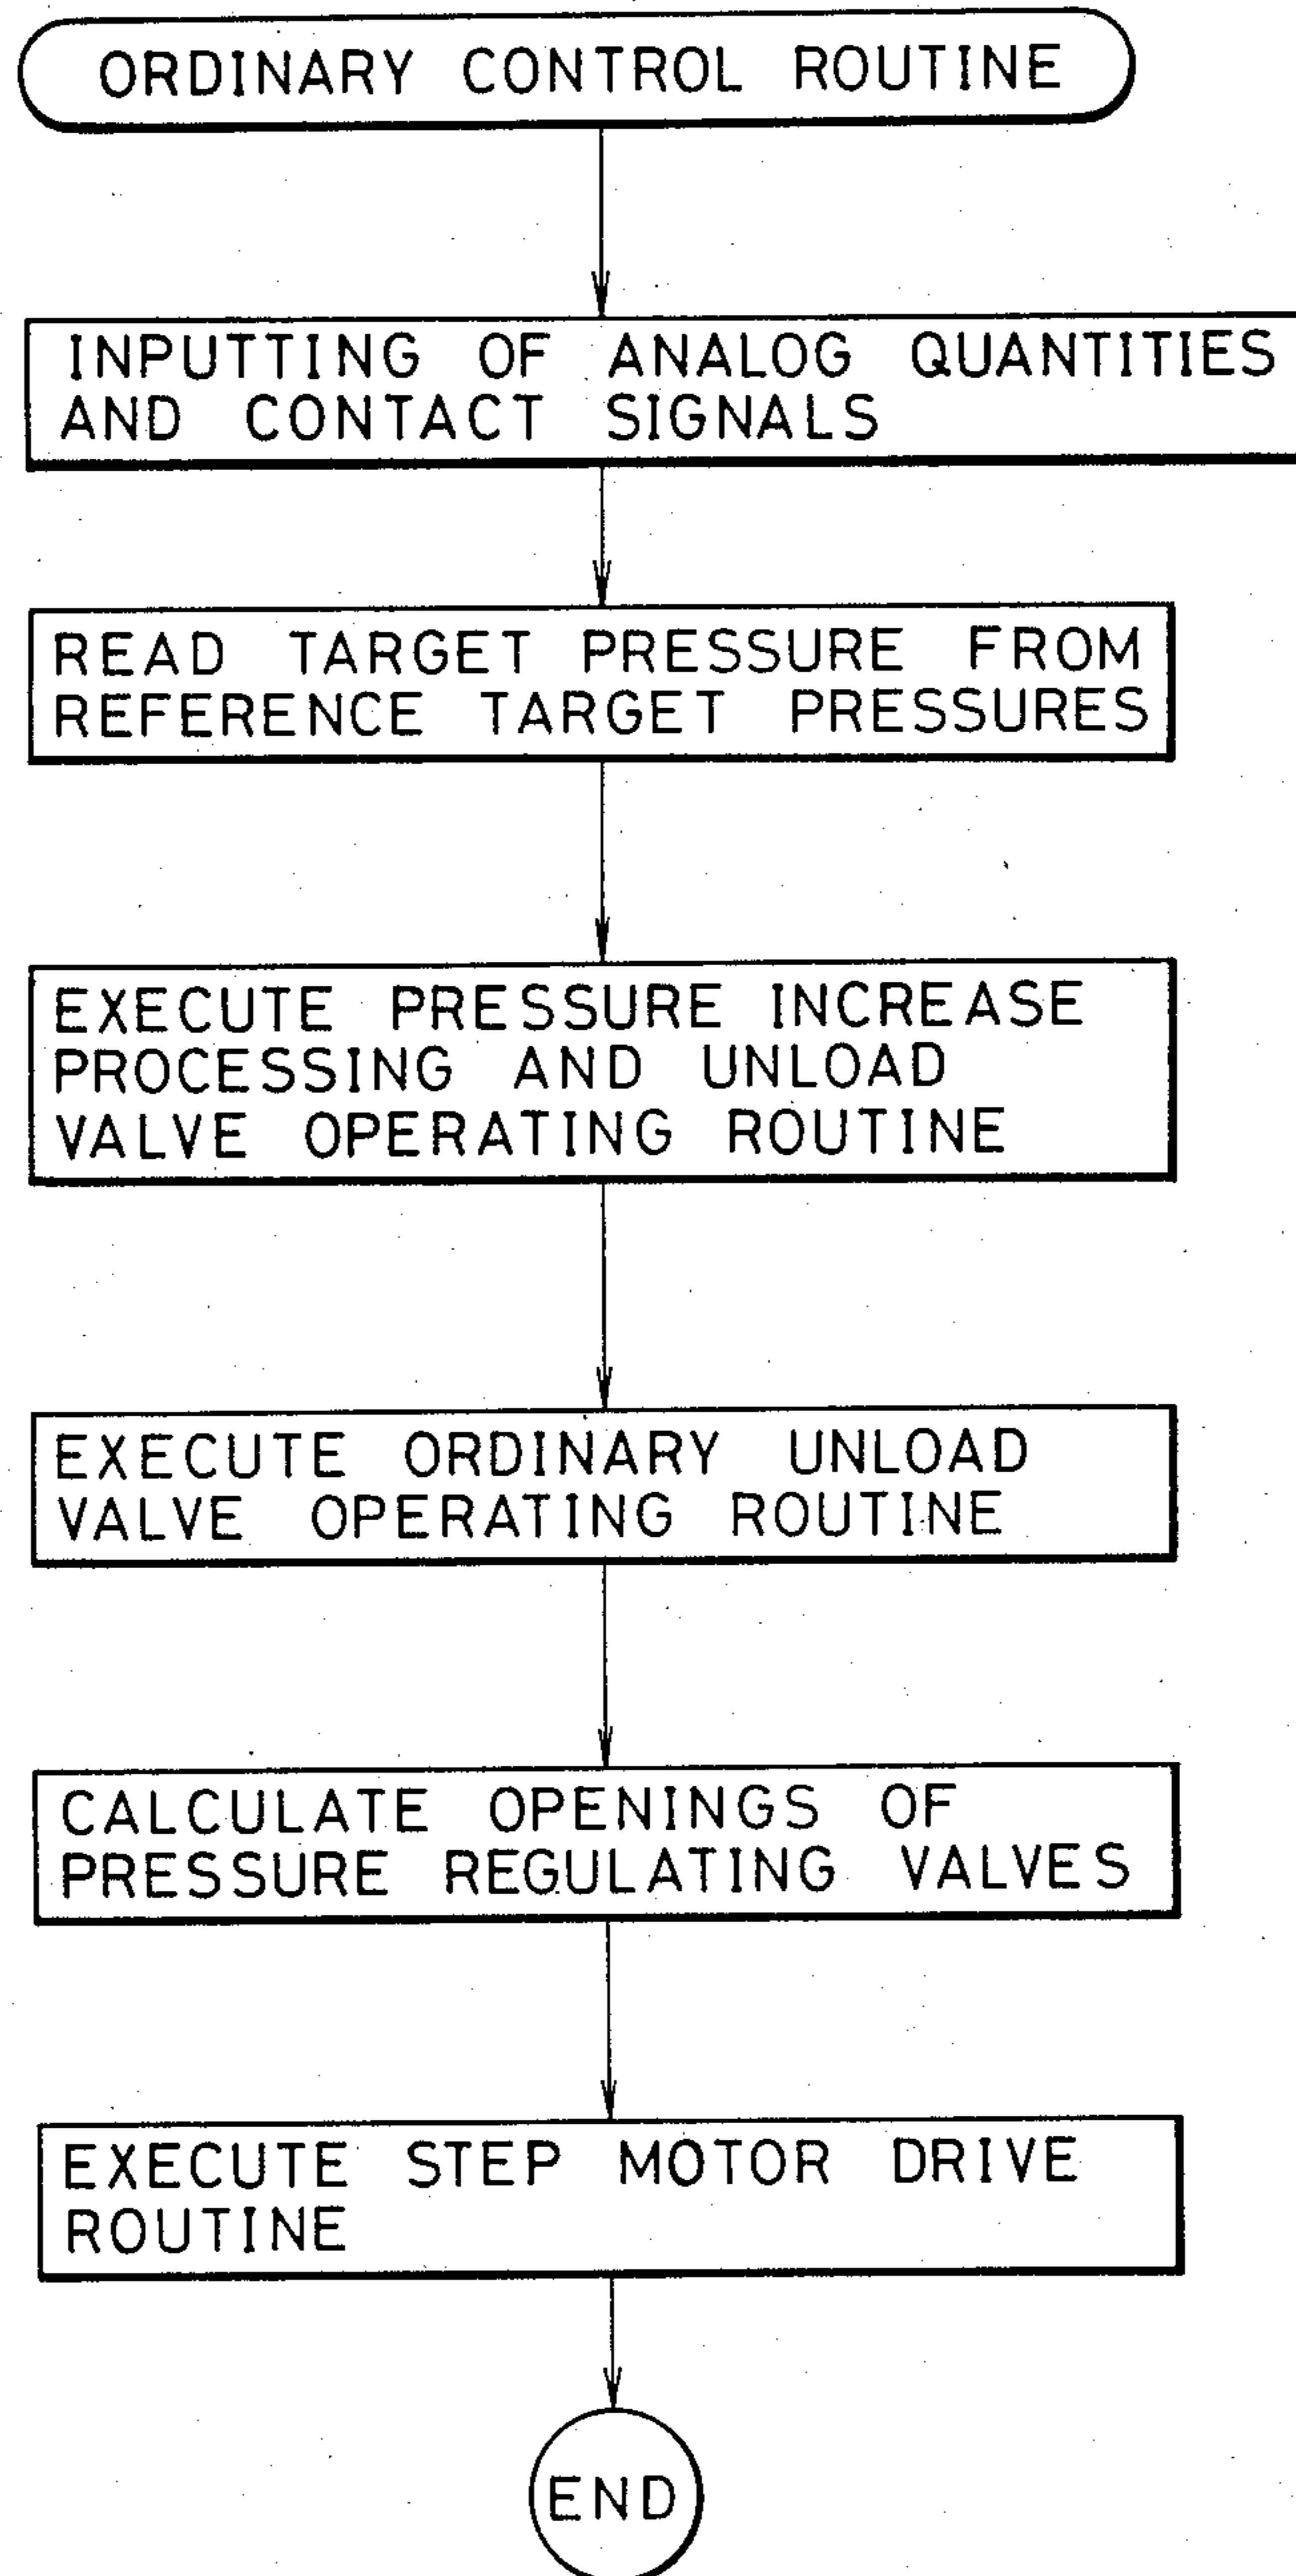 ORDINARY CONTROL ROUTINE
INPUTTING OF ANALOG QUANTITIES
AND CONTACT SIGNALS
READ TARGET PRESSURE FROM
REFERENCE TARGET PRESSURES
EXECUTE PRESSURE INCREASE
PROCESSING AND UNLOAD
VALVE OPERATING ROUTINE
EXECUTE ORDINARY UNLOAD
VALVE OPERATING ROUTINE
CALCULATE OPENINGS OF
PRESSURE REGULATING VALVES
EXECUTE STEP MOTOR DRIVE
ROUTINE
END